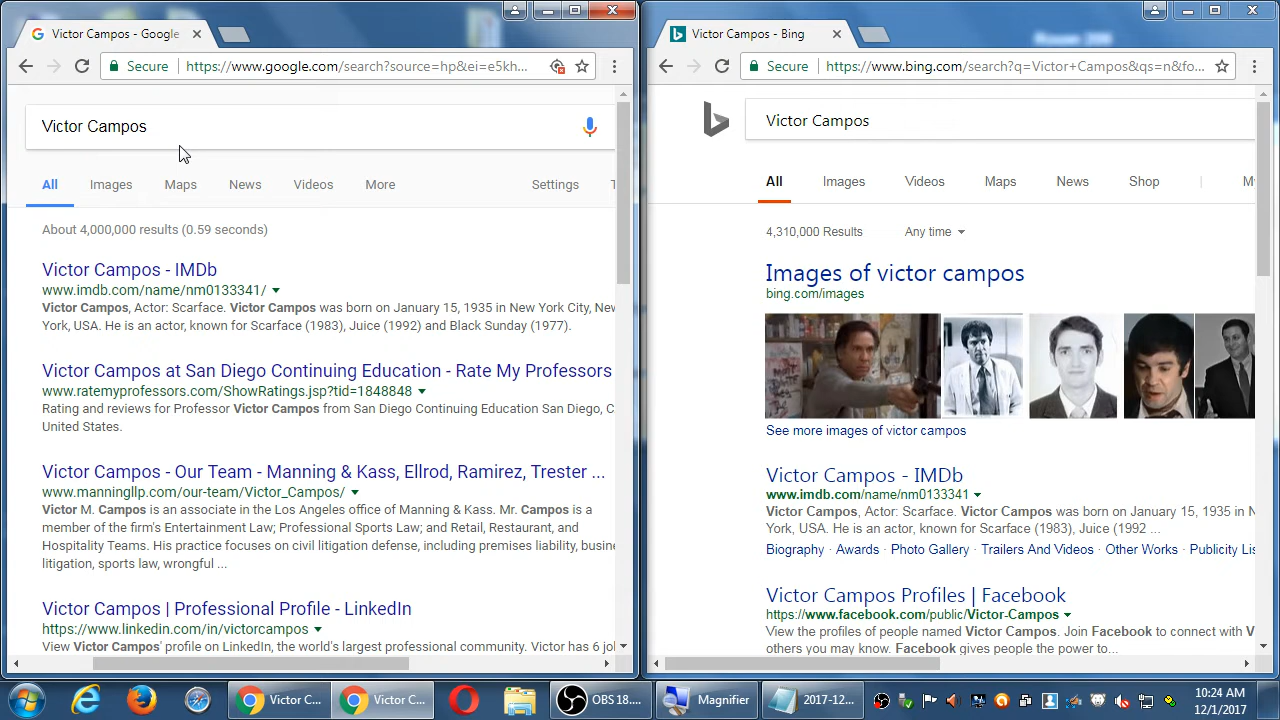 Victor Campos - Google
Secure
https://www.google.com/search?source=hp&ei=e5kh...
Victor Campos
All Images Maps News Videos More Settings T
About 4,000,000 results (0.59 seconds)
Victor Campos - IMDb
www.imdb.com/name/nm0133341/
Victor Campos, Actor: Scarface. Victor Campos was born on January 15, 1935 in New York City, New
York, USA. He is an actor, known for Scarface (1983), Juice (1992) and Black Sunday (1977).
Victor Campos at San Diego Continuing Education - Rate My Professors
www.ratemyprofessors.com/ShowRatings.jsp?tid=1848848
Rating and reviews for Professor Victor Campos from San Diego Continuing Education San Diego, C
United States.
Victor Campos - Our Team - Manning & Kass, Ellrod, Ramirez, Trester ...
www.manningllp.com/our-team/Victor_Campos/
Victor M. Campos is an associate in the Los Angeles office of Manning & Kass. Mr. Campos is a
member of the firm's Entertainment Law; Professional Sports Law; and Retail, Restaurant, and
Hospitality Teams. His practice focuses on civil litigation defense, including premises liability, busine
litigation, sports law, wrongful ...
Victor Campos | Professional Profile - LinkedIn
https://www.linkedin.com/in/victorcampos
View Victor Campos' profile on LinkedIn, the world's largest professional community. Victor has 6 jo
Victor Campos - Bing
Secure
https://www.bing.com/search?q=Victor+Campos&qs=n&fo...
Victor Campos
All Images Videos Maps News Shop | M
4,310,000 Results Any time
Images of victor campos
bing.com/images
See more images of victor campos
Victor Campos - IMDb
www.imdb.com/name/nm0133341
Victor Campos, Actor: Scarface. Victor Campos was born on January 15, 1935 in N
York, USA. He is an actor, known for Scarface (1983), Juice (1992 ...
Biography · Awards · Photo Gallery · Trailers And Videos · Other Works · Publicity Lis
Victor Campos Profiles | Facebook
https://www.facebook.com/public/Victor-Campos
View the profiles of people named Victor Campos. Join Facebook to connect with V
others you may know. Facebook gives people the power to...
Victor C... Victor C... OBS 18.... Magnifier 2017-12...
10:24 AM
12/1/2017